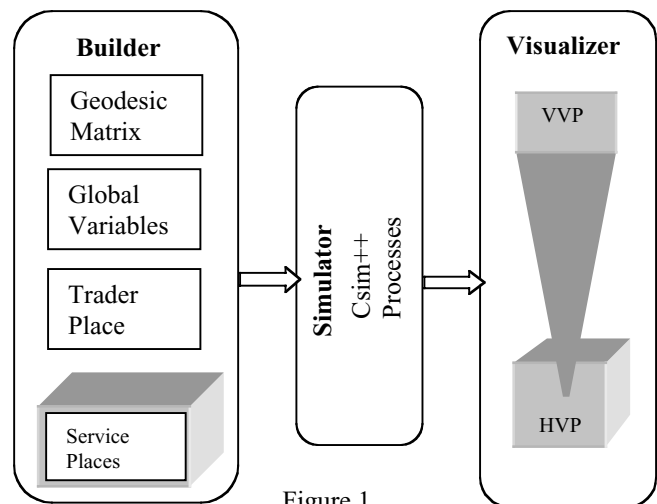 Builder
Geodesic
Matrix
Global
Variables
Trader
Place
Service
Places
Simulator
Csim++
Processes
Visualizer
VVP
HVP
Figure 1